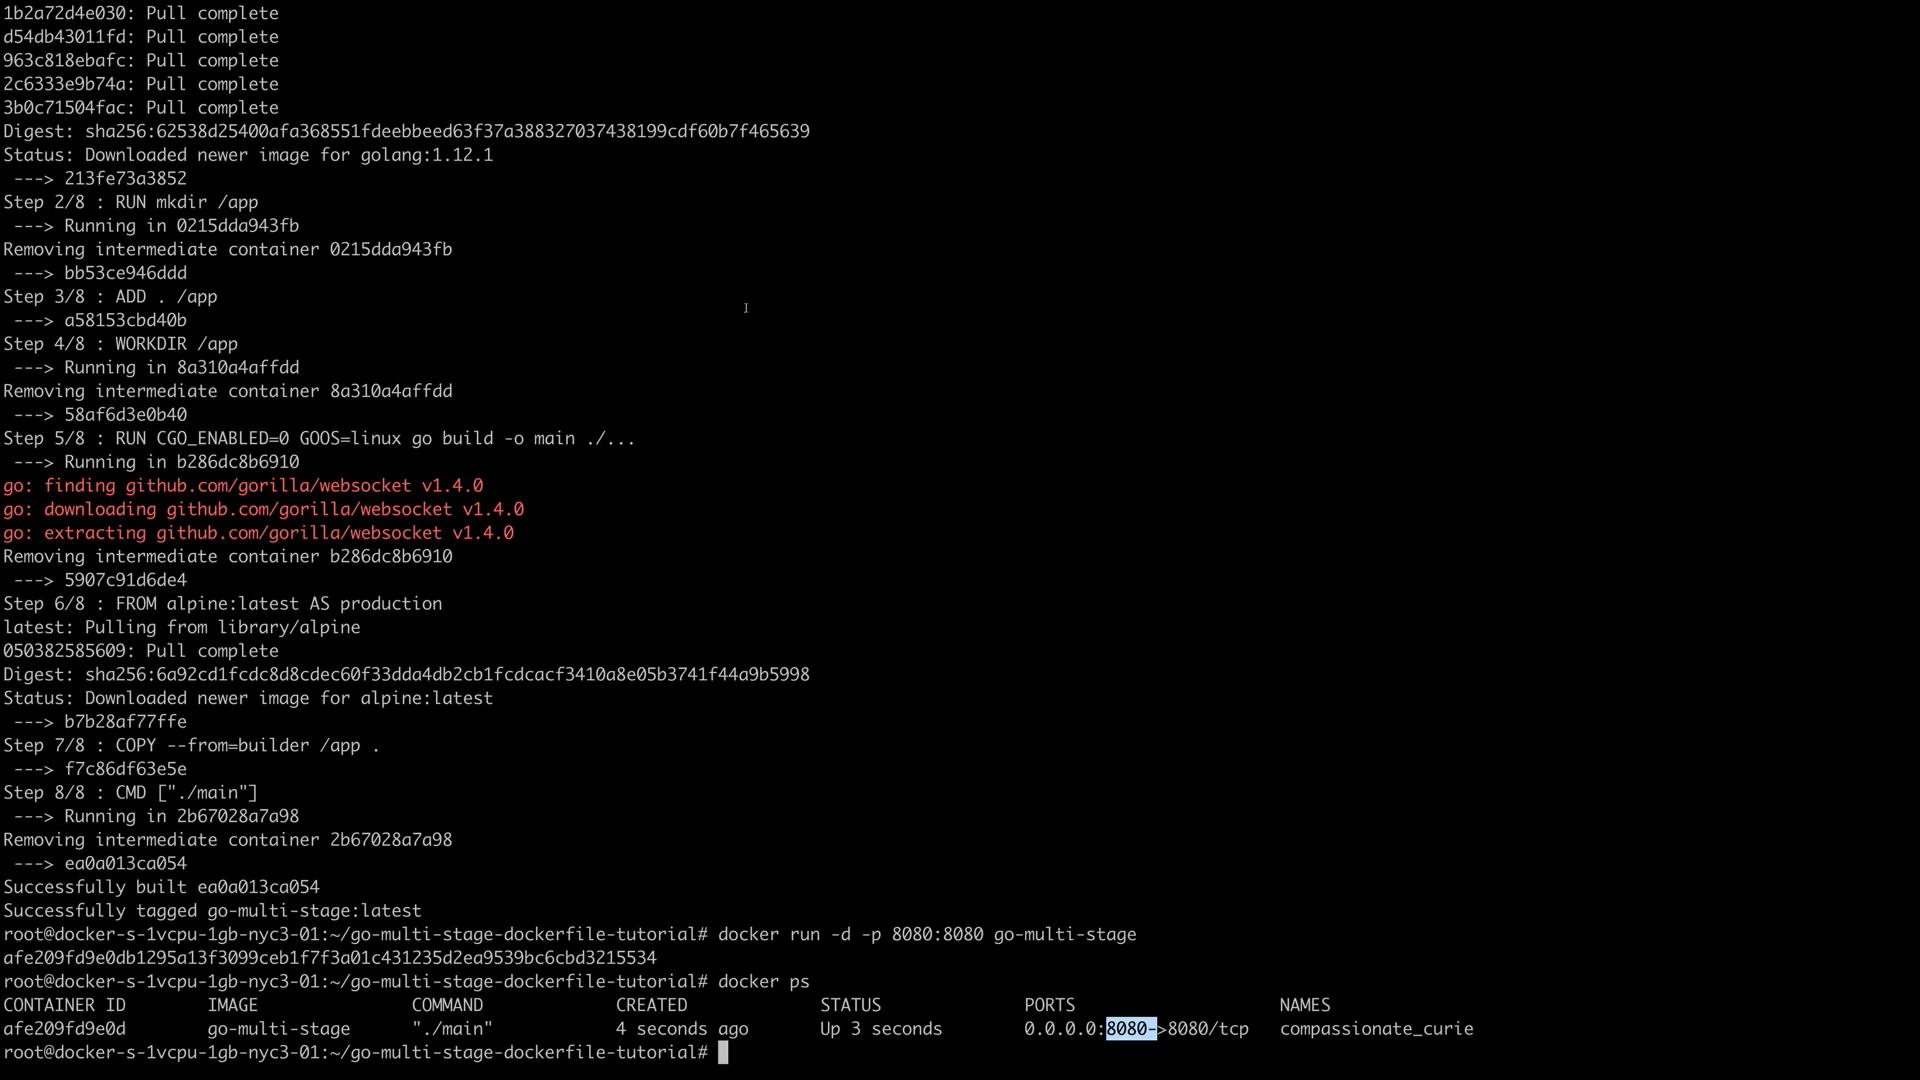 1b2a72d4e030: Pull complete
d54db43011fd: Pull complete
963c818ebafc: Pull complete
2c6333e9b74a: Pull complete
3b0c71504fac: Pull complete
Digest: sha256:62538d25400afa368551fdeebbeed63f37a388327037438199cdf60b7f465639
Status: Downloaded newer image for golang:1.12.1
 ---> 213fe73a3852
Step 2/8 : RUN mkdir /app
 ---> Running in 0215dda943fb
Removing intermediate container 0215dda943fb
 ---> bb53ce946ddd
Step 3/8 : ADD . /app
 ---> a58153cbd40b
Step 4/8 : WORKDIR /app
 ---> Running in 8a310a4affdd
Removing intermediate container 8a310a4affdd
 ---> 58af6d3e0b40
Step 5/8 : RUN CGO_ENABLED=0 GOOS=linux go build -o main ./...
 ---> Running in b286dc8b6910
go: finding github.com/gorilla/websocket v1.4.0
go: downloading github.com/gorilla/websocket v1.4.0
go: extracting github.com/gorilla/websocket v1.4.0
Removing intermediate container b286dc8b6910
 ---> 5907c91d6de4
Step 6/8 : FROM alpine:latest AS production
latest: Pulling from library/alpine
050382585609: Pull complete
Digest: sha256:6a92cd1fcdc8d8cdec60f33dda4db2cb1fcdcacf3410a8e05b3741f44a9b5998
Status: Downloaded newer image for alpine:latest
 ---> b7b28af77ffe
Step 7/8 : COPY --from=builder /app .
 ---> f7c86df63e5e
Step 8/8 : CMD ["./main"]
 ---> Running in 2b67028a7a98
Removing intermediate container 2b67028a7a98
 ---> ea0a013ca054
Successfully built ea0a013ca054
Successfully tagged go-multi-stage:latest
root@docker-s-1vcpu-1gb-nyc3-01:~/go-multi-stage-dockerfile-tutorial# docker run -d -p 8080:8080 go-multi-stage
afe209fd9e0db1295a13f3099ceb1f7f3a01c431235d2ea9539bc6cbd3215534
root@docker-s-1vcpu-1gb-nyc3-01:~/go-multi-stage-dockerfile-tutorial# docker ps
CONTAINER ID        IMAGE               COMMAND             CREATED             STATUS              PORTS                    NAMES
afe209fd9e0d        go-multi-stage      "./main"            4 seconds ago       Up 3 seconds        0.0.0.0:8080->8080/tcp   compassionate_curie
root@docker-s-1vcpu-1gb-nyc3-01:~/go-multi-stage-dockerfile-tutorial#